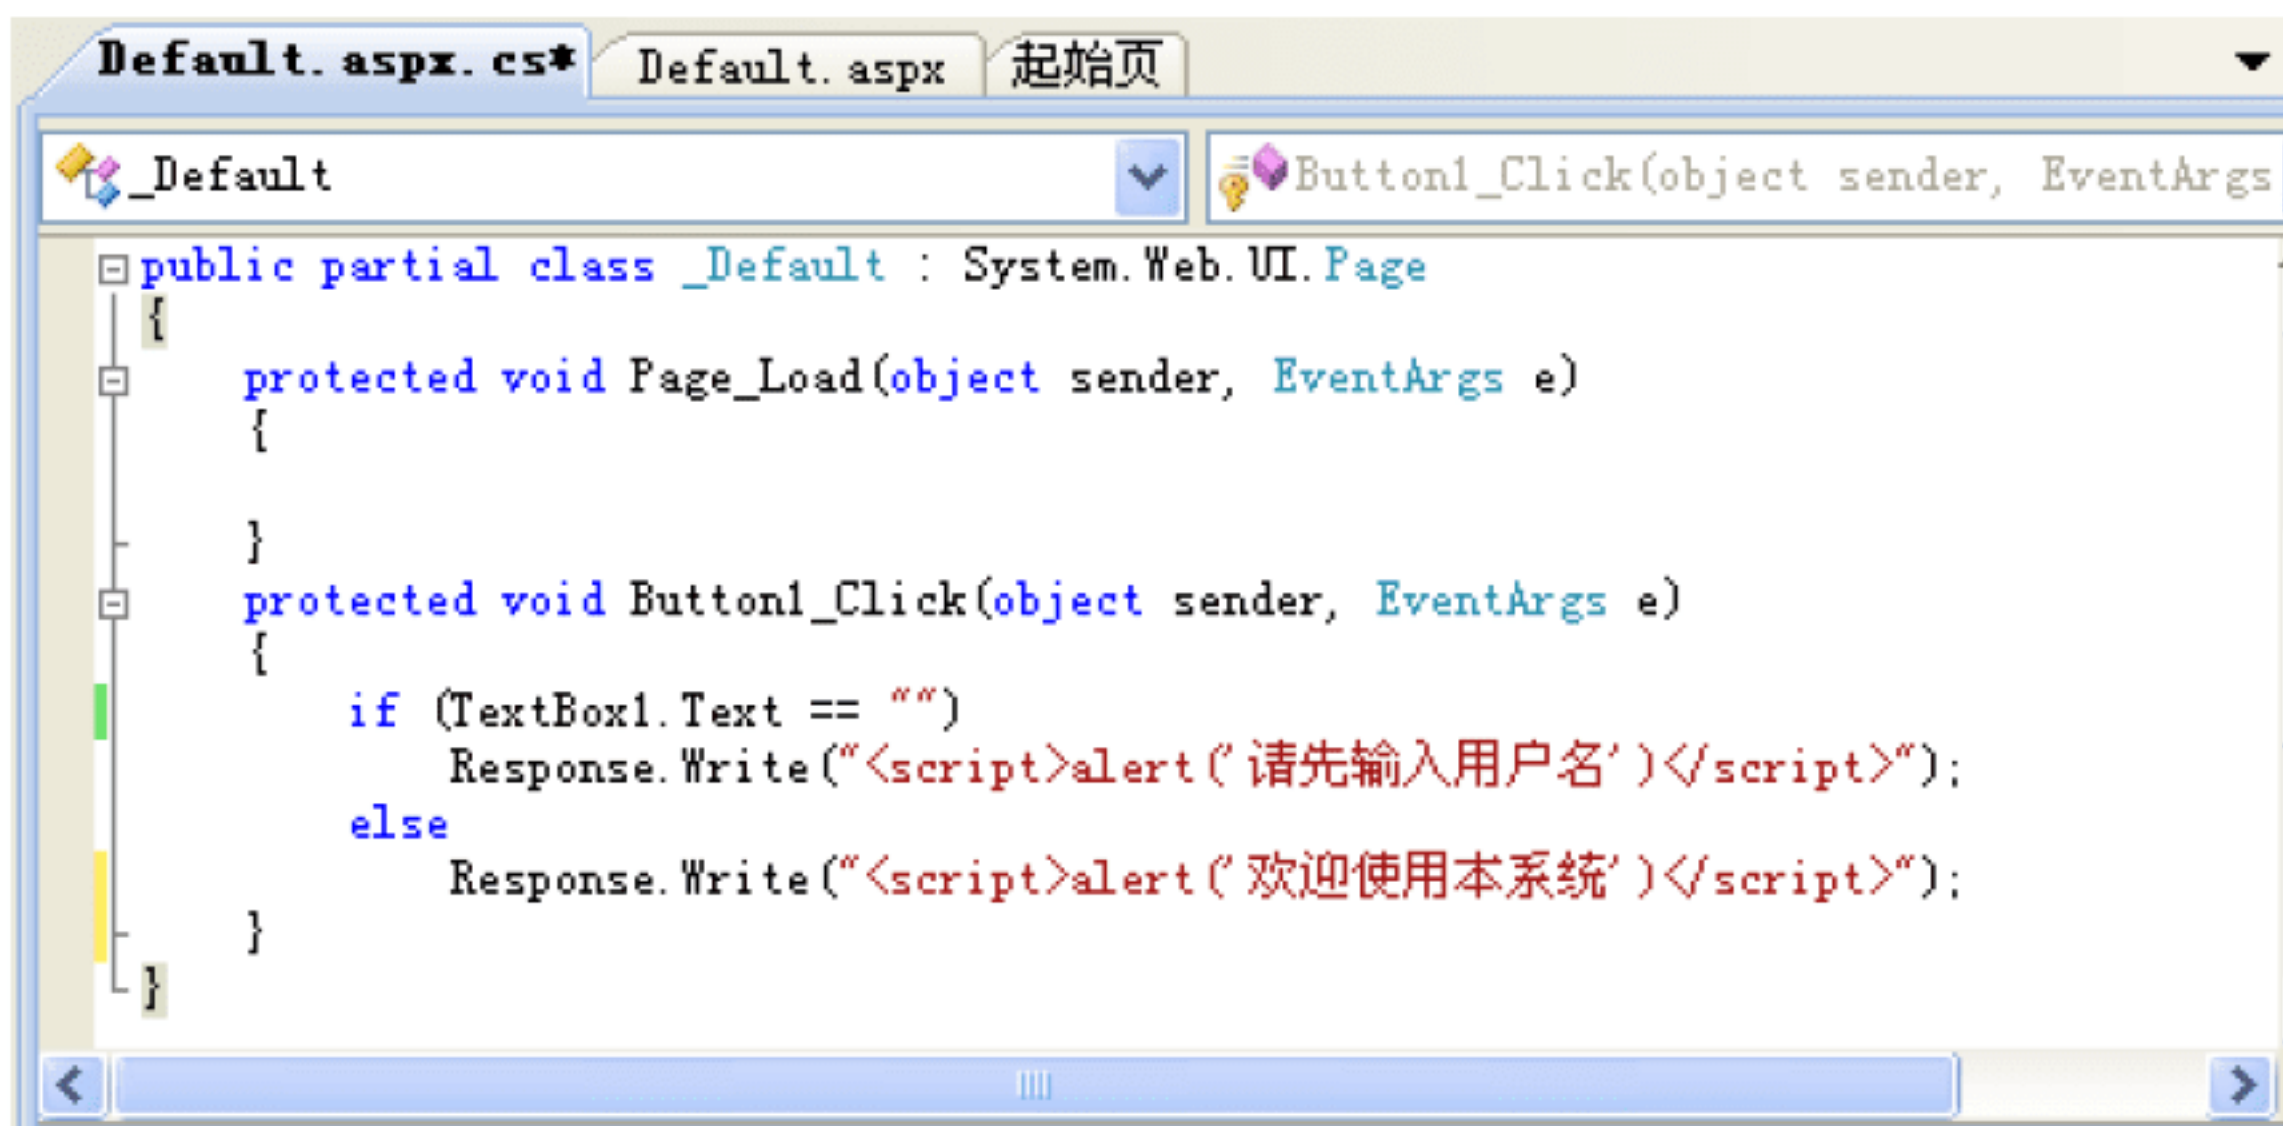 Default.aspx.cs* Default.aspx 起始页
_Default Button1_Click(object sender, EventArgs
public partial class _Default : System.Web.UI.Page
{
protected void Page_Load(object sender, EventArgs e)
{
}
protected void Button1_Click(object sender, EventArgs e)
{
if (TextBox1.Text == "")
Response.Write("<script>alert('请先输入用户名')</script>");
else
Response.Write("<script>alert('欢迎使用本系统')</script>");
}
}